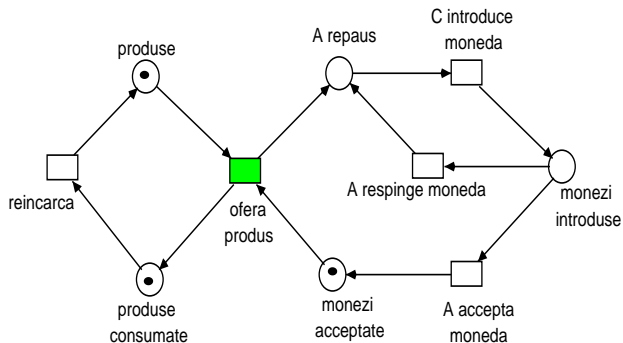 C introduce
moneda
A repaus
produse
A respinge moneda
reincarca
ofera
produs
monezi
introduse
produse
consumate
monezi
acceptate
A accepta
moneda